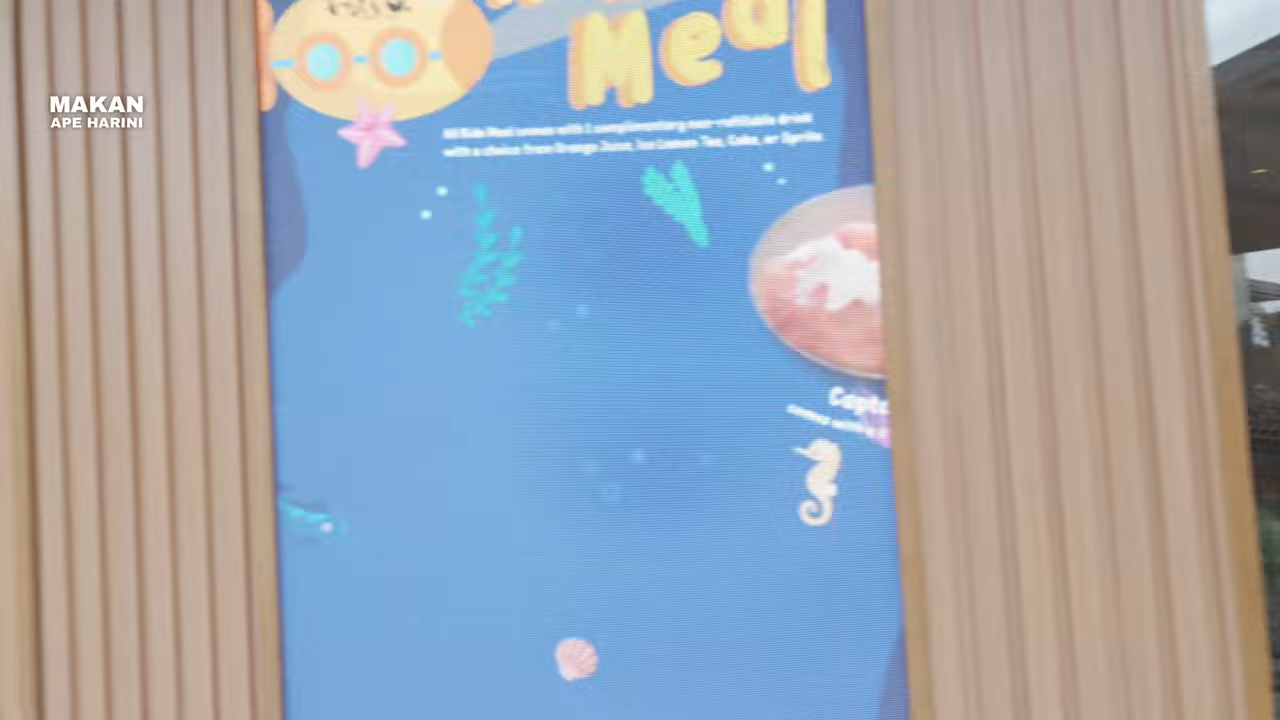 Meal
MAKAN
APE HARINI
All Kids Meal comes with 1 complimentary non-refillable drink
with a choice from Orange Juice, Ice Lemon Tea, Coke, or Sprite.